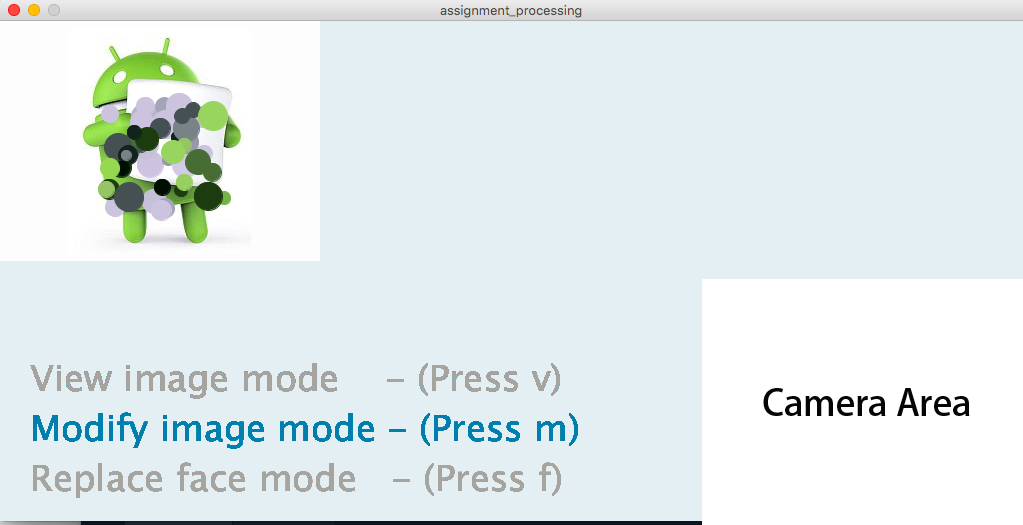 assignment_processing
View image mode - (Press v)
Modify image mode - (Press m)
Replace face mode - (Press f)
Camera Area